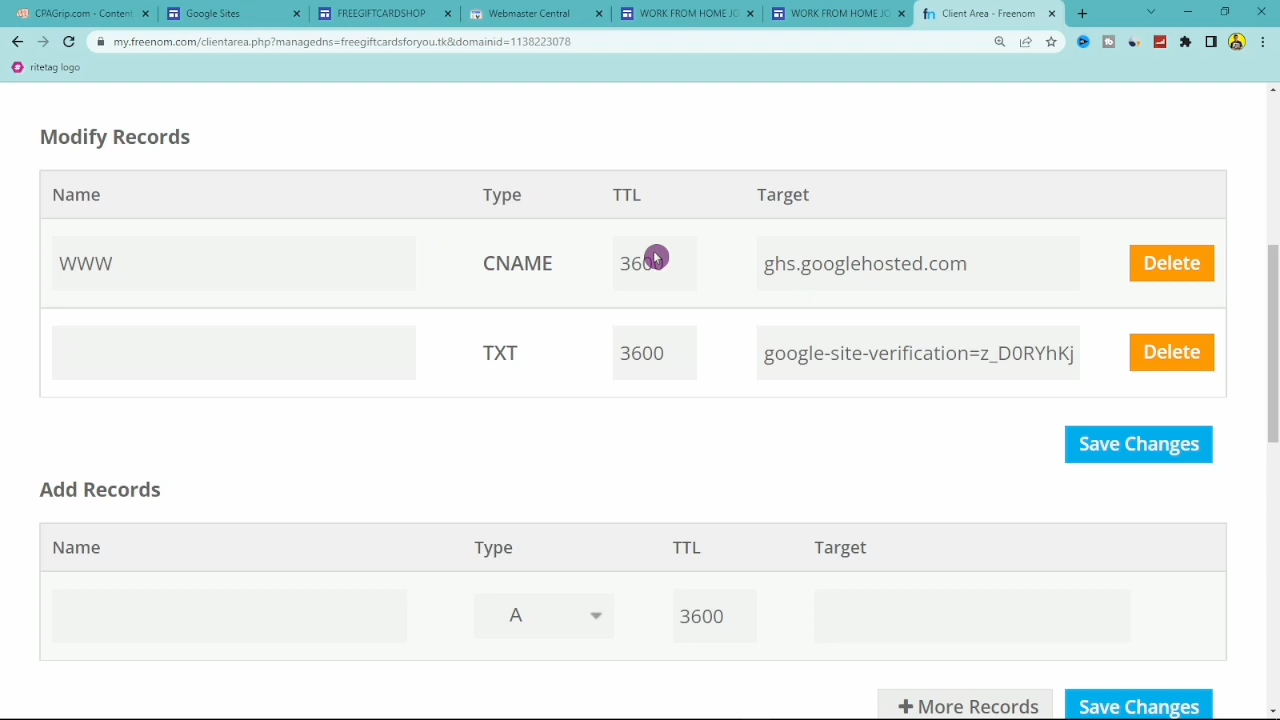 CPAGrip.com - Content
Google Sites
FREEGIFTCARDSHOP
Webmaster Central
WORK FROM HOME JO
WORK FROM HOME JO
Client Area - Freenom
my.freenom.com/clientarea.php?managedns=freegiftcardsforyou.tk&domainid=1138223078
ritetag logo
Modify Records
Name Type TTL Target
WWW CNAME 3600 ghs.googlehosted.com Delete
TXT 3600 google-site-verification=z_D0RYhKj Delete
Save Changes
Add Records
Name Type TTL Target
A 3600
+ More Records Save Changes